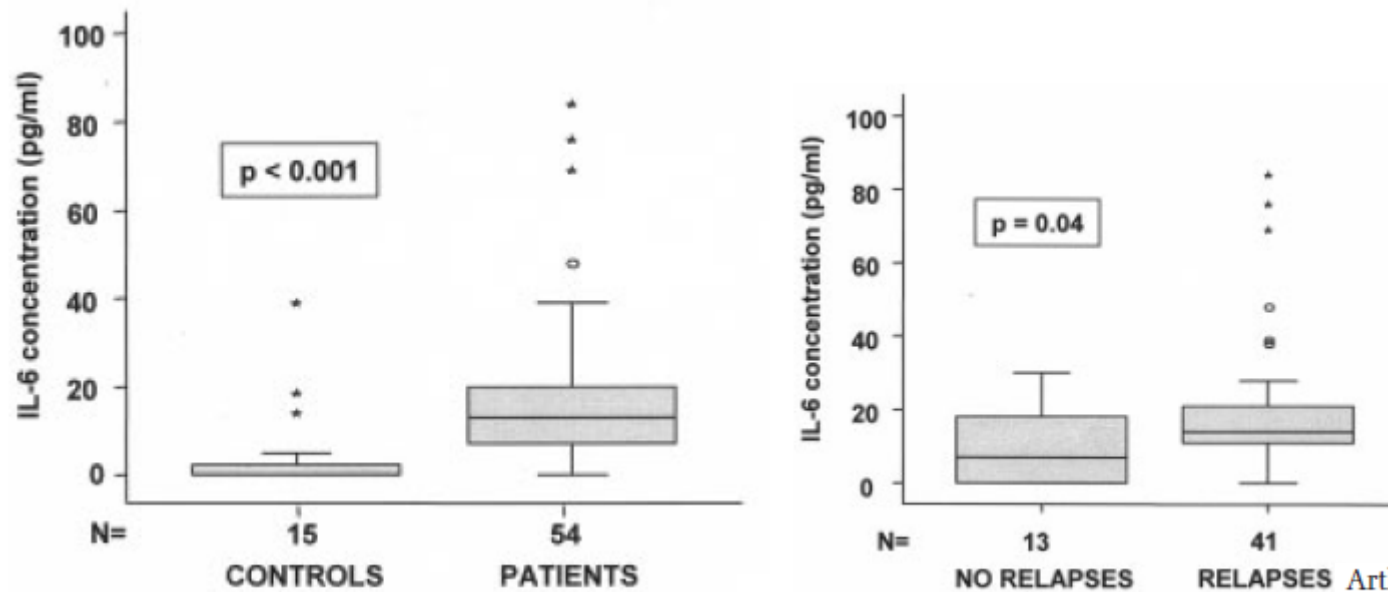 IL-6 concentration (pg/ml)
100
80
60
40
20
0
p < 0.001
N= 15 54
CONTROLS PATIENTS
IL-6 concentration (pg/ml)
100
80
60
40
20
0
p = 0.04
N= 13 41
NO RELAPSES RELAPSES